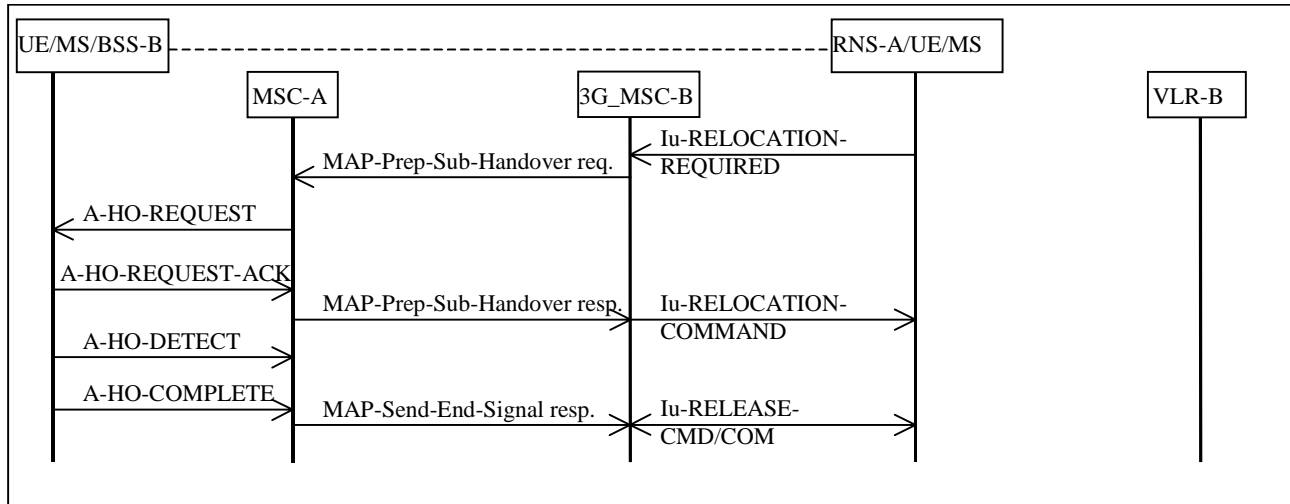 UE/MS/BSS-B
RNS-A/UE/MS
MSC-A
3G_MSC-B
VLR-B
Iu-RELOCATION-
REQUIRED
MAP-Prep-Sub-Handover req.
A-HO-REQUEST
A-HO-REQUEST-ACK
MAP-Prep-Sub-Handover resp.
Iu-RELOCATION-
COMMAND
A-HO-DETECT
A-HO-COMPLETE
MAP-Send-End-Signal resp.
Iu-RELEASE-
CMD/COM